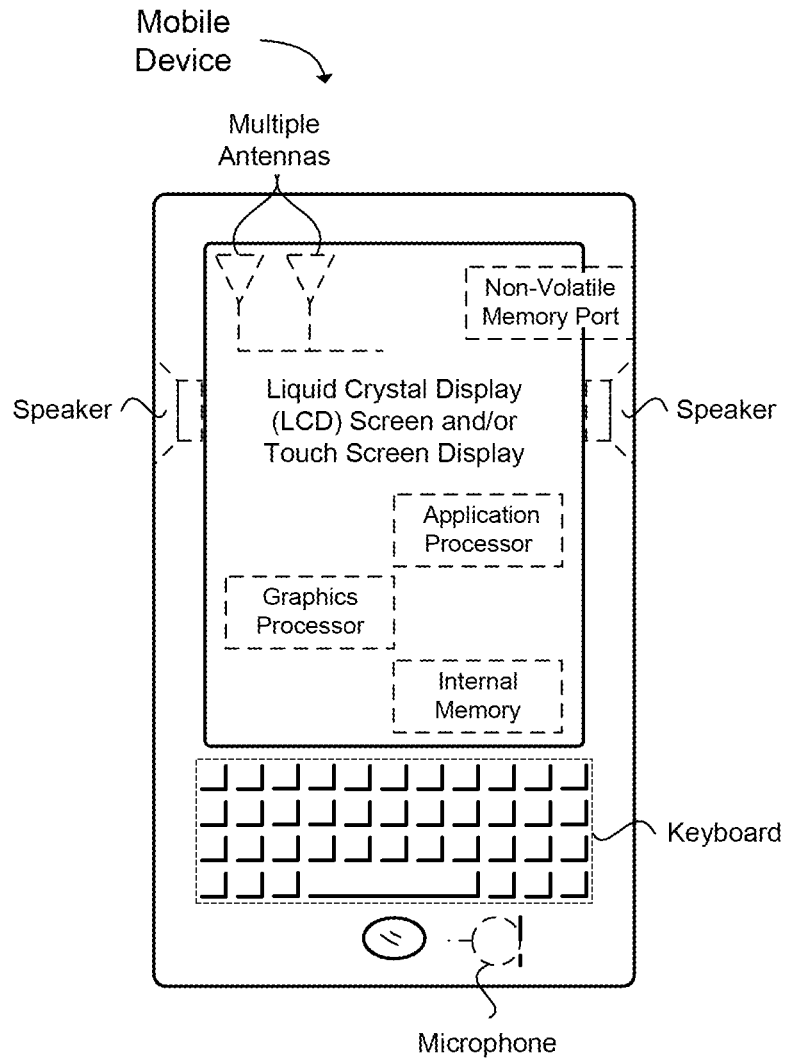 Mobile
Device
Multiple
Antennas
Non-Volatile
Memory Port
Speaker
Liquid Crystal Display
(LCD) Screen and/or
Touch Screen Display
Speaker
Application
Processor
Graphics
Processor
Internal
Memory
Keyboard
Microphone